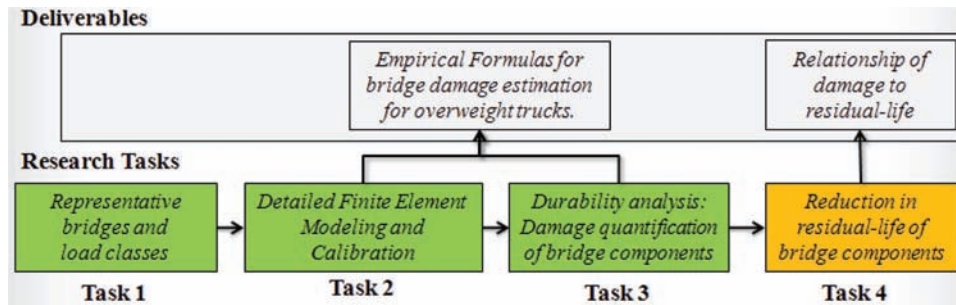 Deliverables
Empirical Formulas for
bridge damage estimation
for overweight trucks.
Relationship of
damage to
residual-life
Research Tasks
Representative
bridges and
load classes
Detailed Finite Element
Modeling and
Calibration
Durability analysis:
Damage quantification
of bridge components
Reduction in
residual-life of
bridge components
Task 1
Task 2
Task 3
Task 4